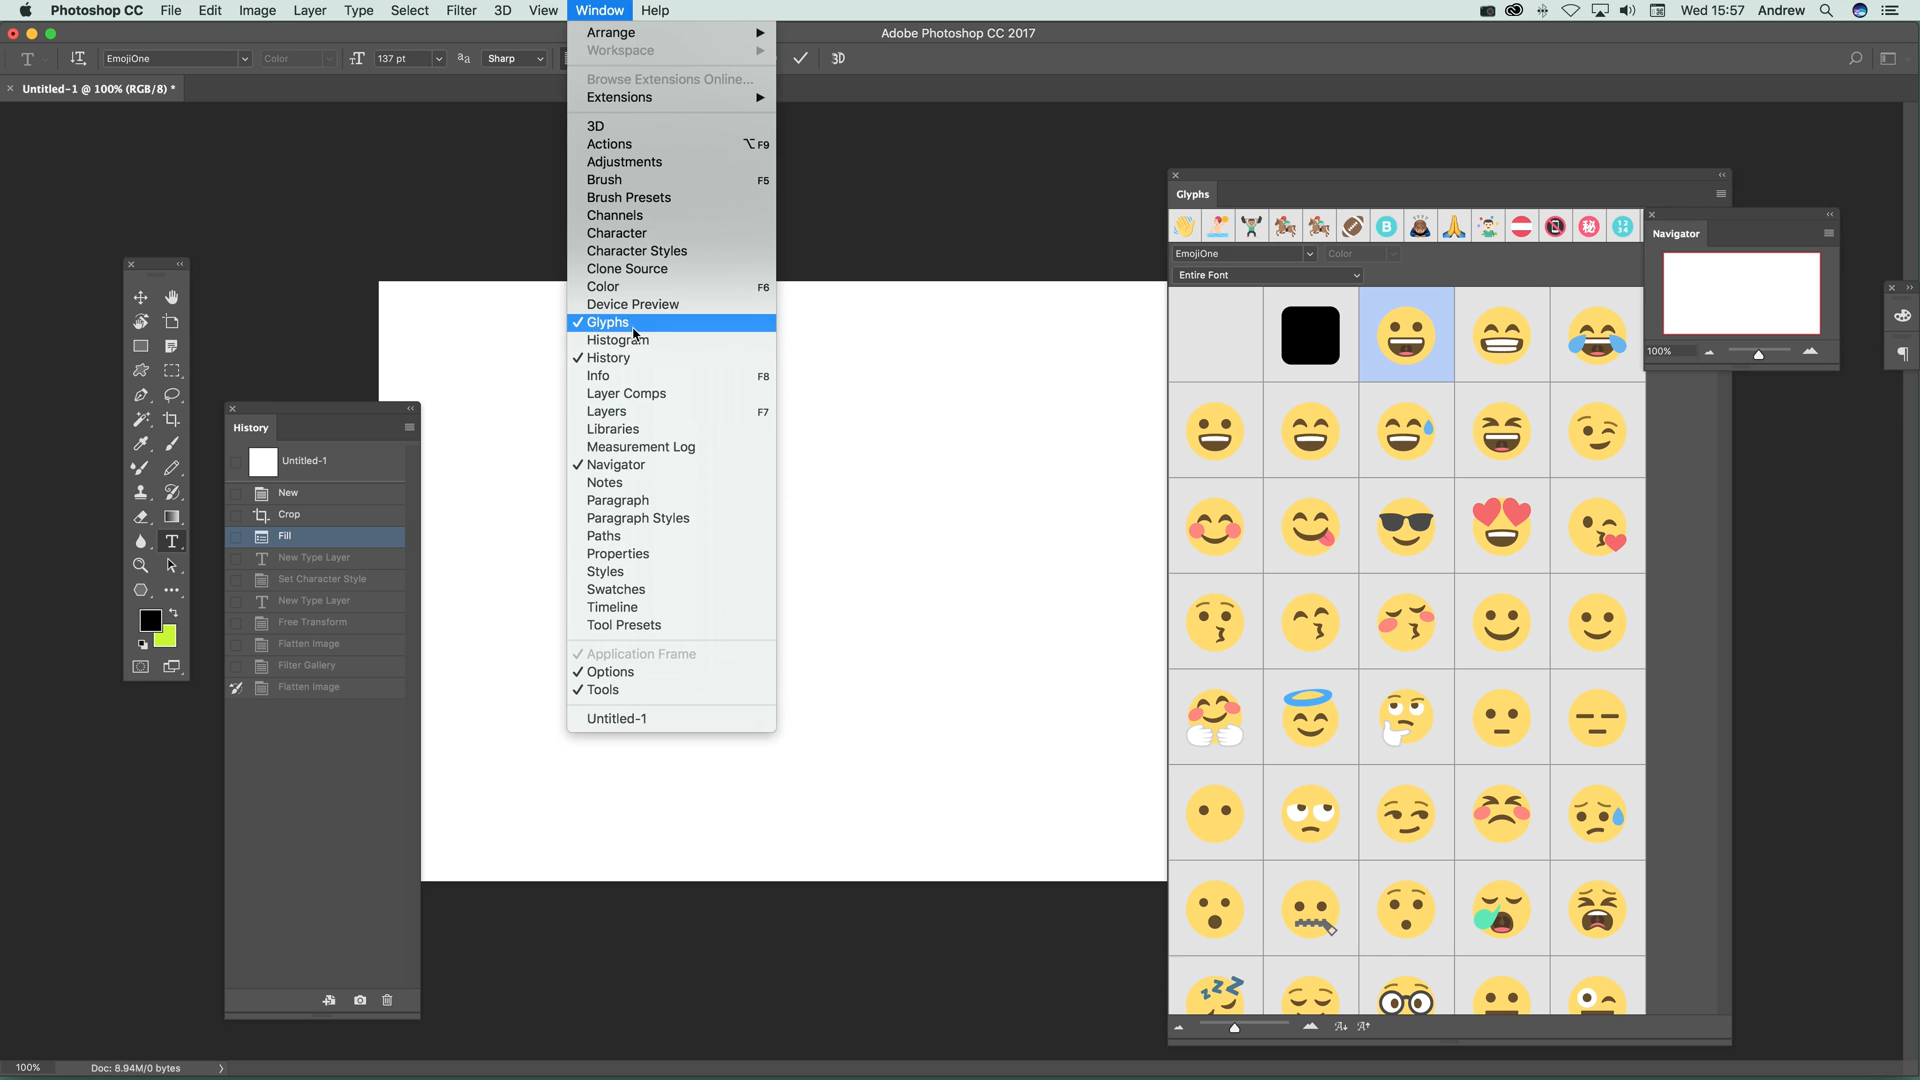 Photoshop CC File Edit Image Layer Type Select Filter 3D View Window Help Wed 15:57 Andrew
Adobe Photoshop CC 2017
EmojiOne Color 137 pt Sharp 3D
Untitled-1 @ 100% (RGB/8) *
Arrange
Workspace
Browse Extensions Online...
Extensions
3D
Actions ⌥F9
Adjustments
Brush F5
Brush Presets
Channels
Character
Character Styles
Clone Source
Color F6
Device Preview
✓ Glyphs
Histogram
✓ History
Info F8
Layer Comps
Layers F7
Libraries
Measurement Log
✓ Navigator
Notes
Paragraph
Paragraph Styles
Paths
Properties
Styles
Swatches
Timeline
Tool Presets
✓ Application Frame
✓ Options
✓ Tools
Untitled-1
History
Untitled-1
New
Crop
Fill
New Type Layer
Set Character Style
New Type Layer
Free Transform
Flatten Image
Filter Gallery
Flatten Image
Glyphs
B 秘 12 34
EmojiOne Color
Entire Font
Navigator
100%
zzz
100% Doc: 8.94M/0 bytes